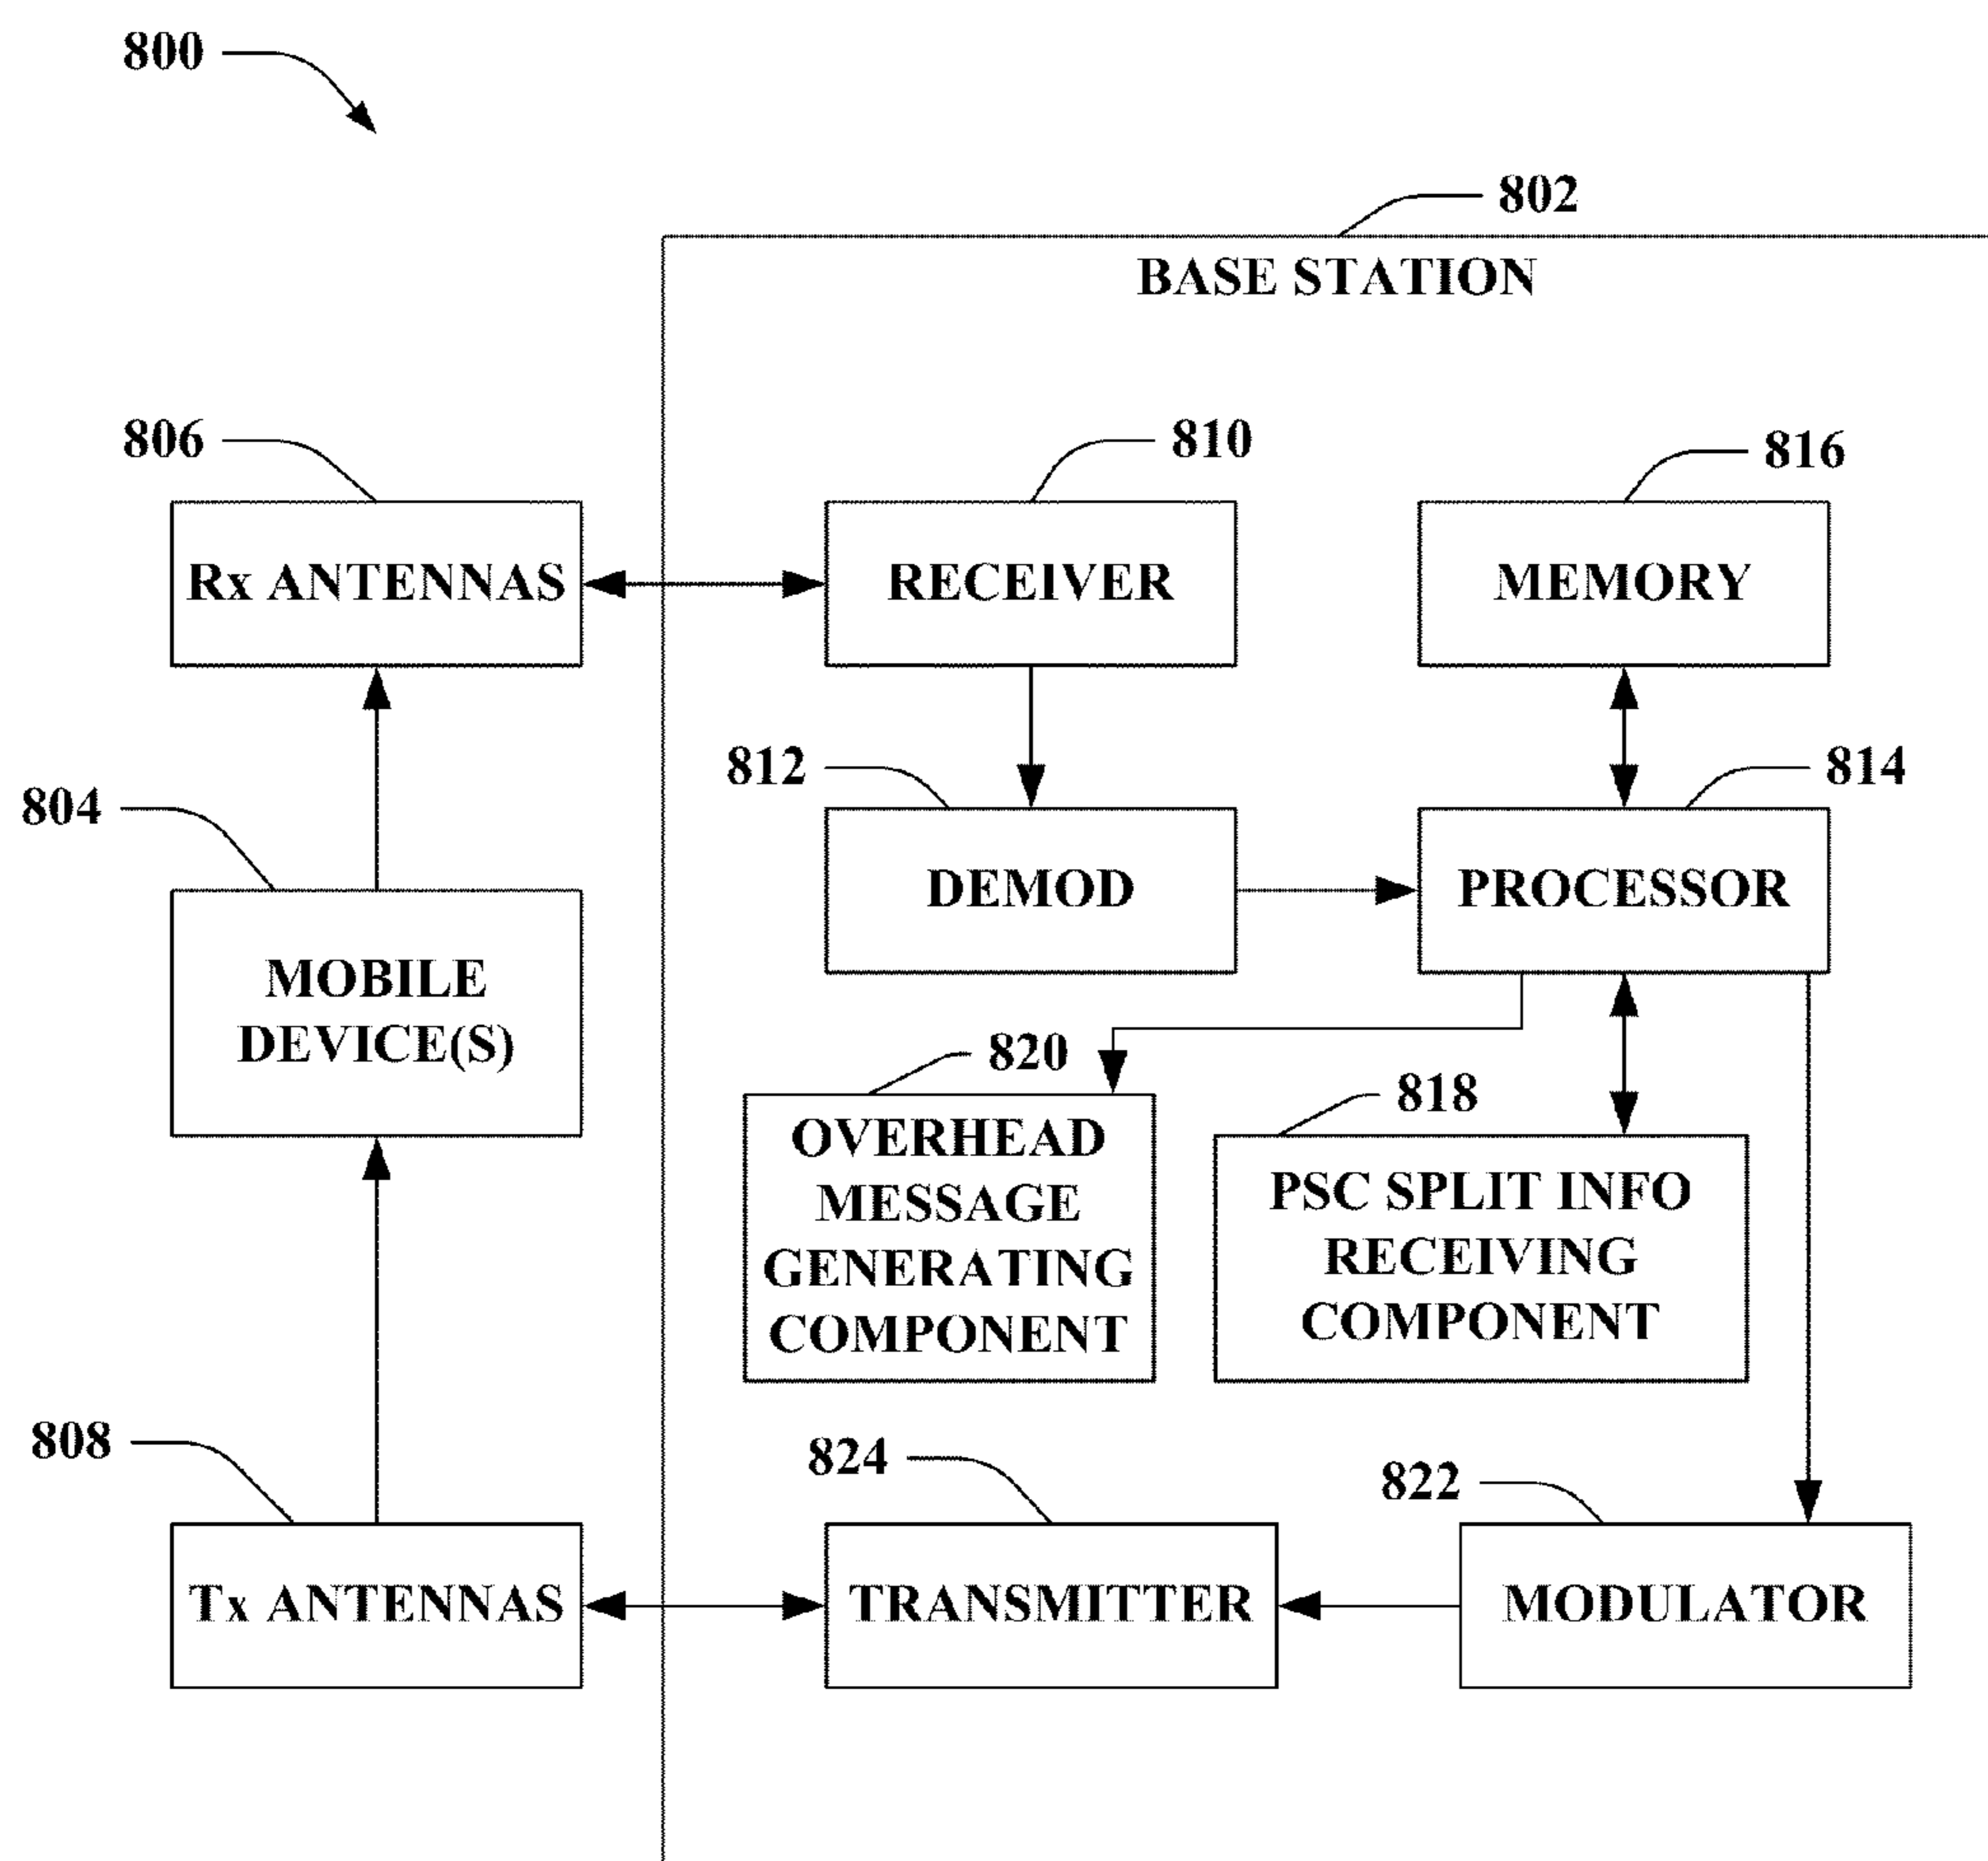 800
802
BASE STATION
806
810
816
Rx ANTENNAS
RECEIVER
MEMORY
812
814
804
DEMOD
PROCESSOR
MOBILE
DEVICE(S)
820
818
OVERHEAD
MESSAGE
GENERATING
COMPONENT
PSC SPLIT INFO
RECEIVING
COMPONENT
808
824
822
Tx ANTENNAS
TRANSMITTER
MODULATOR